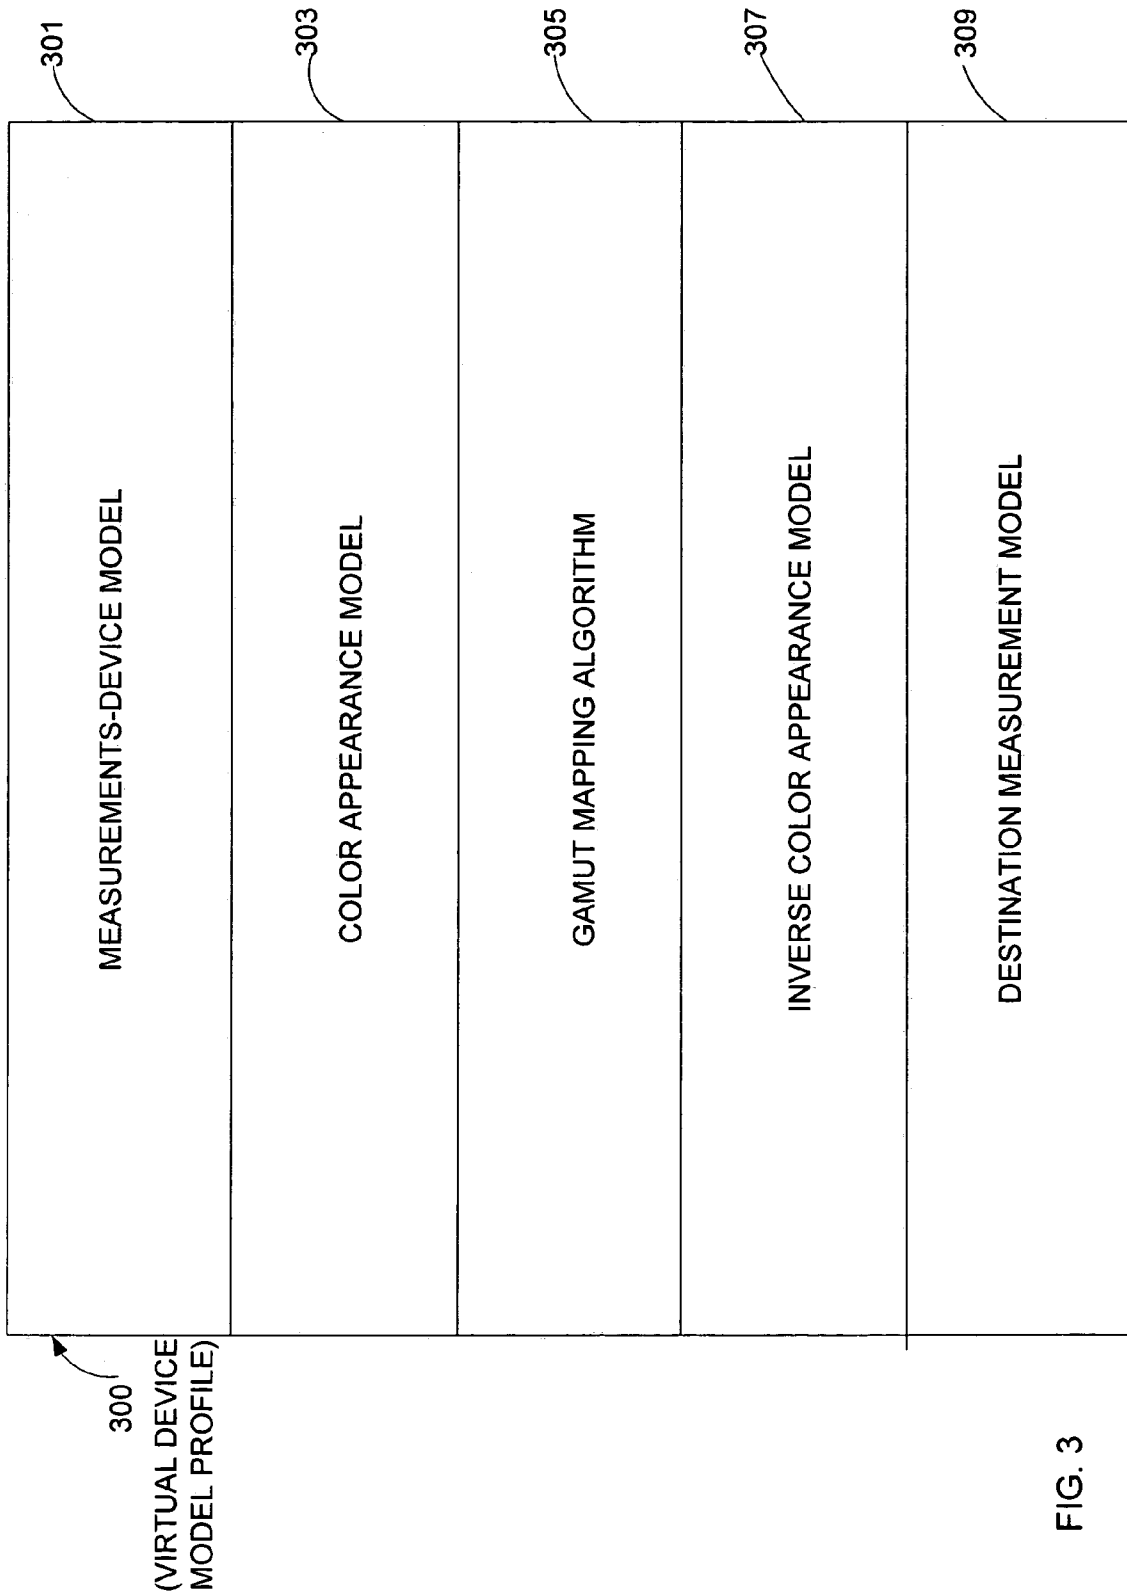 300
(VIRTUAL DEVICE
MODEL PROFILE)
MEASUREMENTS-DEVICE MODEL
301
COLOR APPEARANCE MODEL
303
GAMUT MAPPING ALGORITHM
305
INVERSE COLOR APPEARANCE MODEL
307
DESTINATION MEASUREMENT MODEL
309
FIG. 3